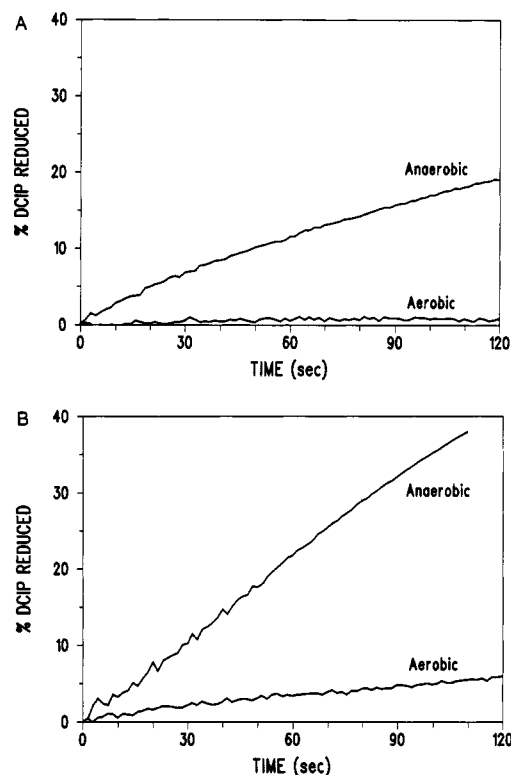 A
40
30
20
10
0
% DCIP REDUCED
Anaerobic
Aerobic
0 30 60 90 120
TIME (sec)
B
40
30
20
10
0
% DCIP REDUCED
Anaerobic
Aerobic
0 30 60 90 120
TIME (sec)